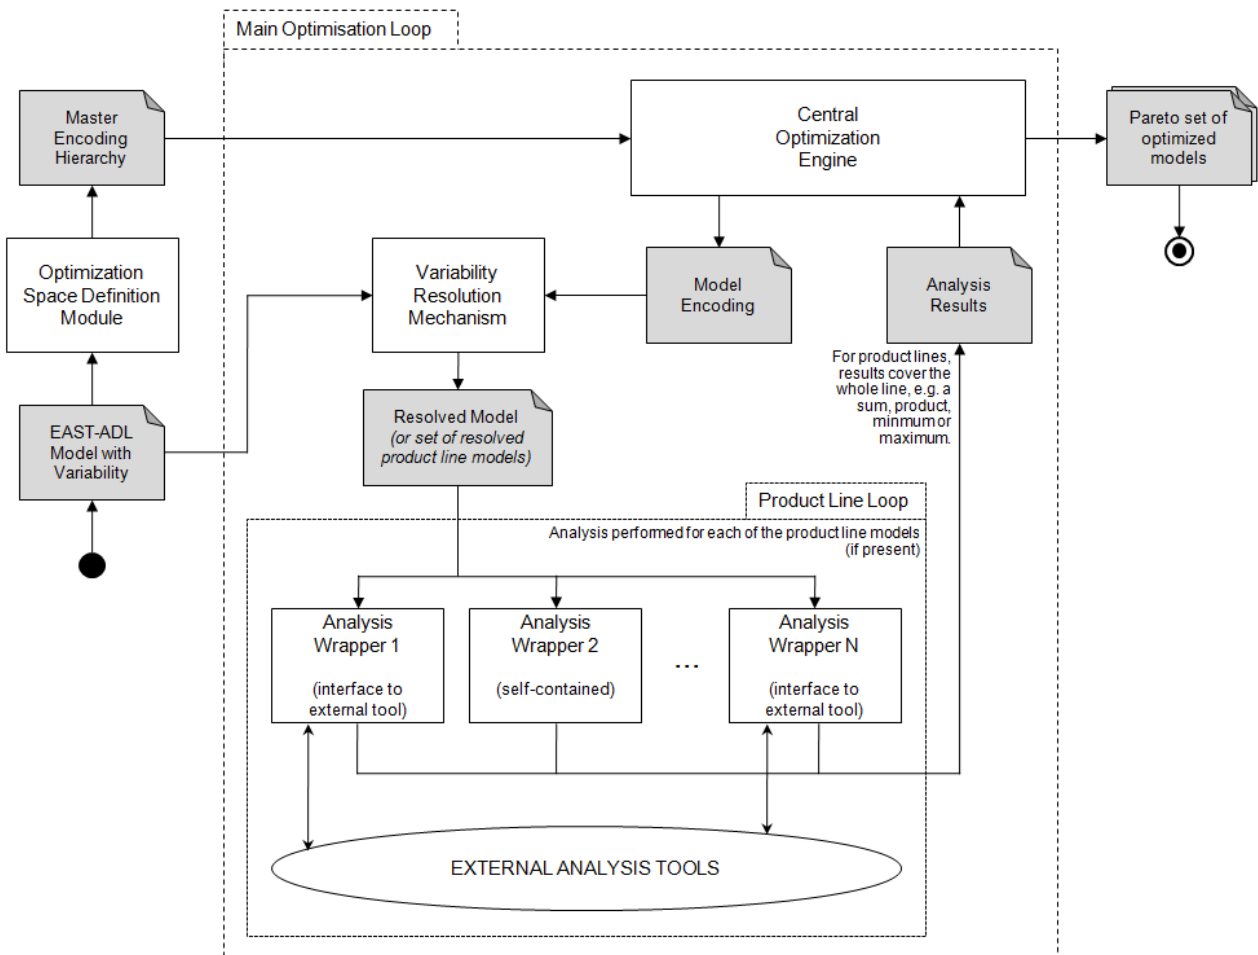 Main Optimisation Loop
Master
Encoding
Hierarchy
Central
Optimization
Engine
Pareto set of
optimized
models
Optimization
Space Definition
Module
Variability
Resolution
Mechanism
Model
Encoding
Analysis
Results
For product lines,
results cover the
whole line, e.g. a
sum, product,
minmum or
maximum.
EAST-ADL
Model with
Variability
Resolved Model
(or set of resolved
product line models)
Product Line Loop
Analysis performed for each of the product line models
(if present)
Analysis
Wrapper 1
(interface to
external tool)
Analysis
Wrapper 2
(self-contained)
...
Analysis
Wrapper N
(interface to
external tool)
EXTERNAL ANALYSIS TOOLS